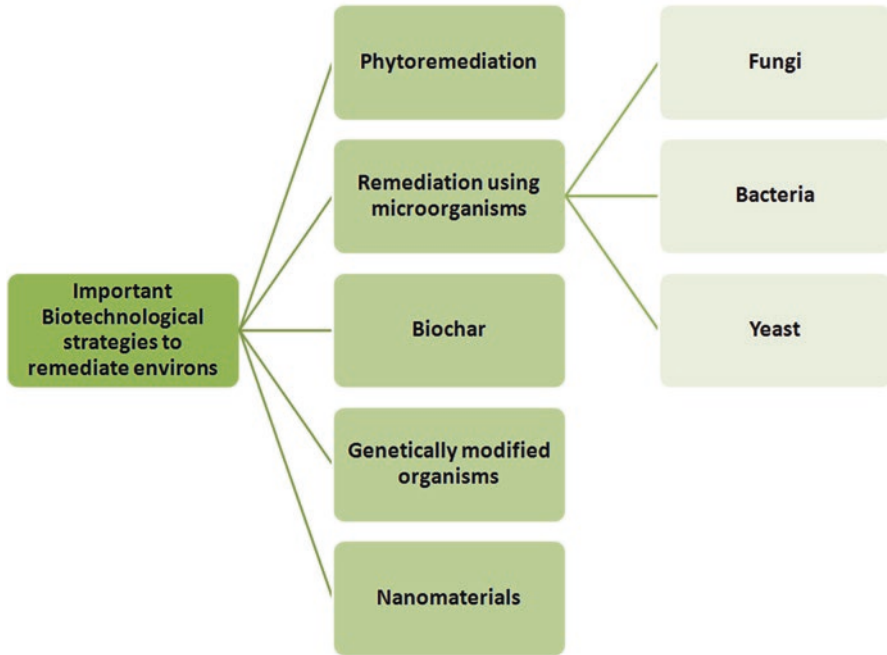 Important
Biotechnological
strategies to
remediate environs
Phytoremediation
Remediation using
microorganisms
Biochar
Genetically modified
organisms
Nanomaterials
Fungi
Bacteria
Yeast